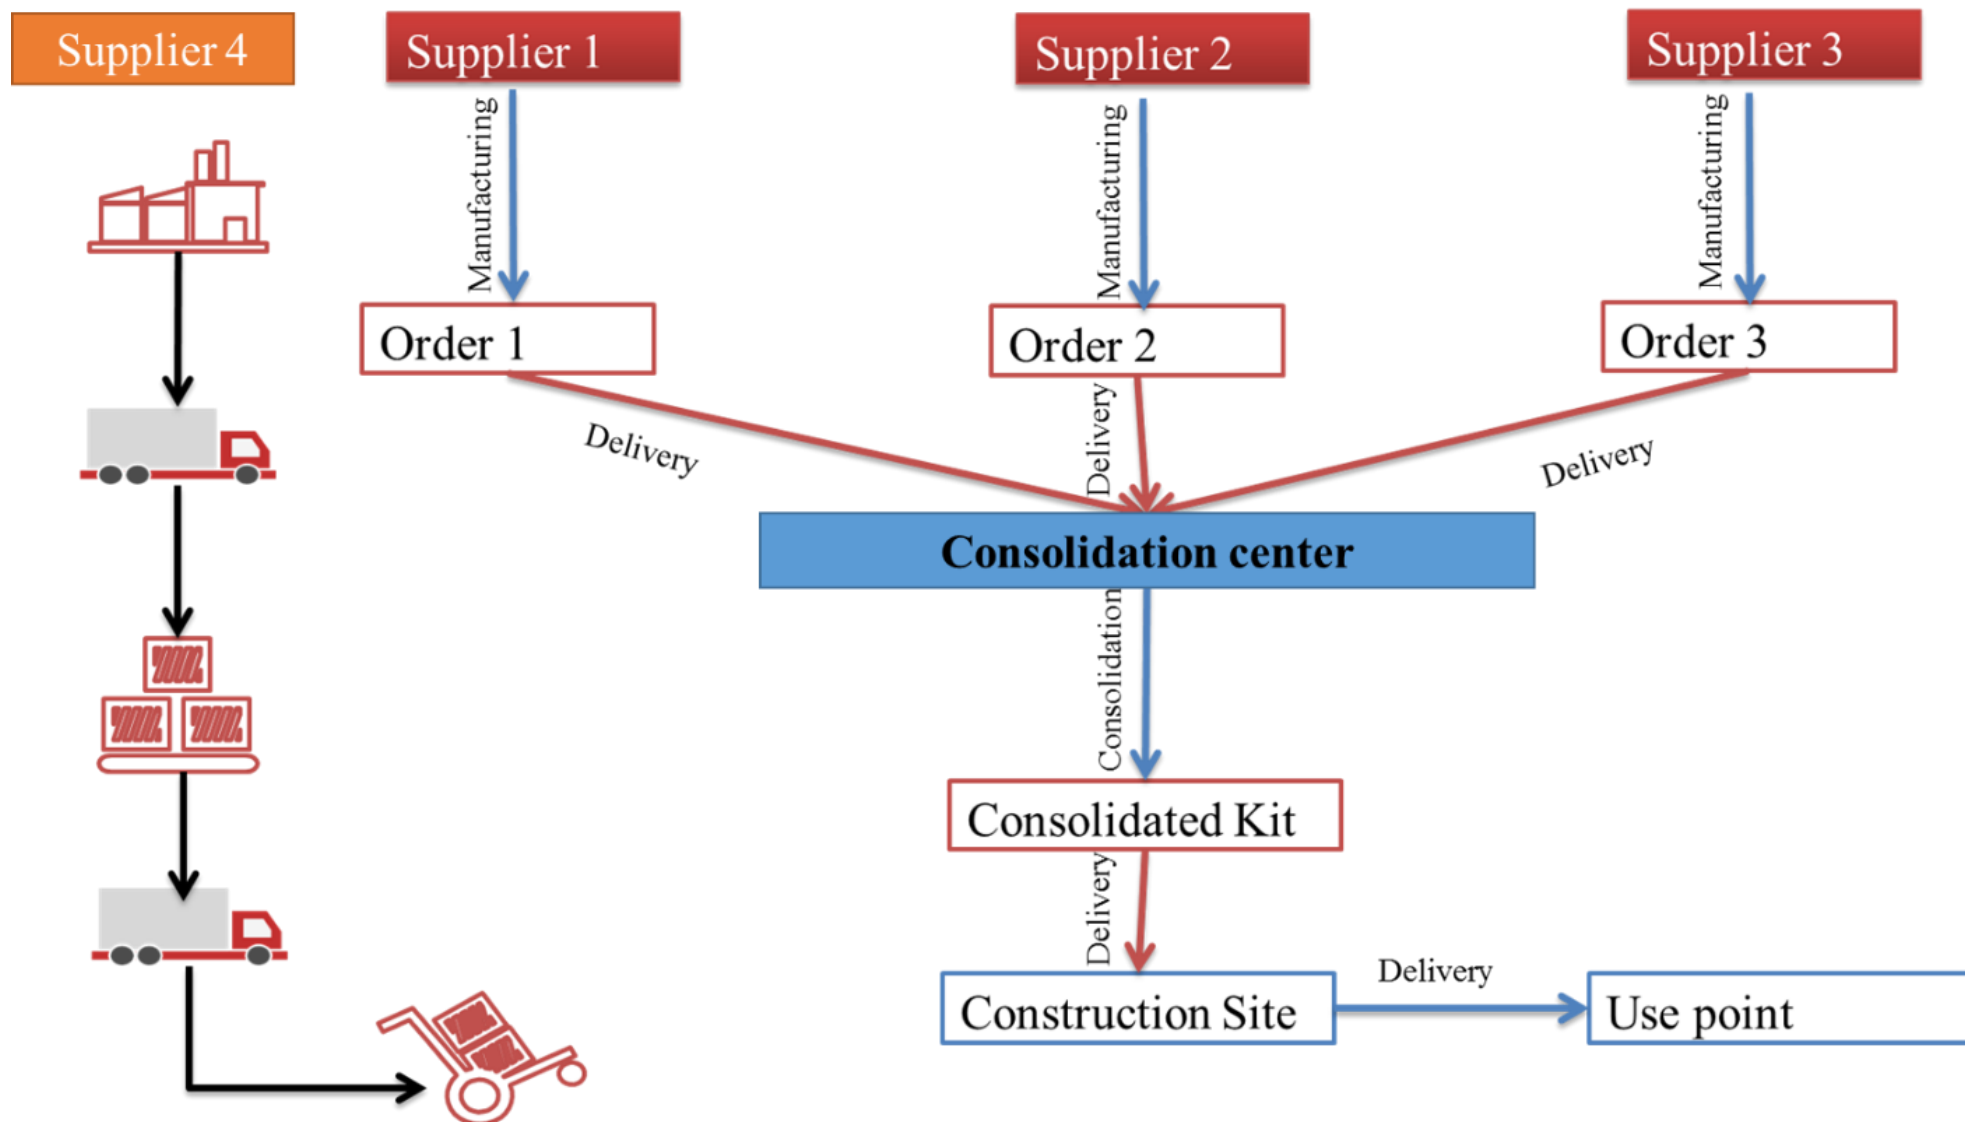 Supplier 4
Supplier 1
Supplier 2
Supplier 3
Manufacturing
Manufacturing
Manufacturing
Order 1
Order 2
Order 3
Delivery
Delivery
Delivery
Consolidation center
Consolidation
Consolidated Kit
Delivery
Construction Site
Delivery
Use point